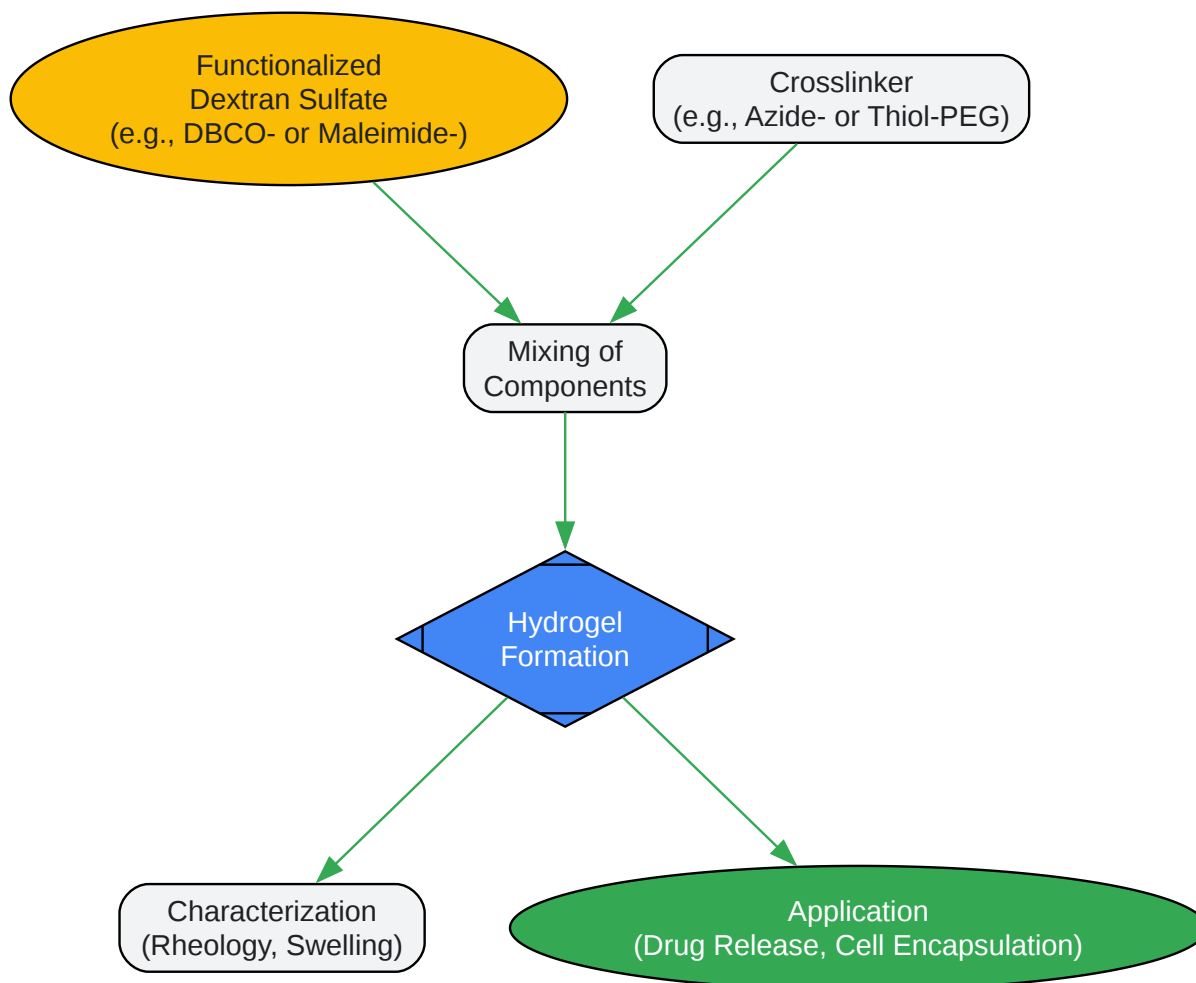 Functionalized
Dextran Sulfate
(e.g., DBCO- or Maleimide-)
Crosslinker
(e.g., Azide- or Thiol-PEG)
Mixing of
Components
Hydrogel
Formation
Characterization
(Rheology, Swelling)
Application
(Drug Release, Cell Encapsulation)